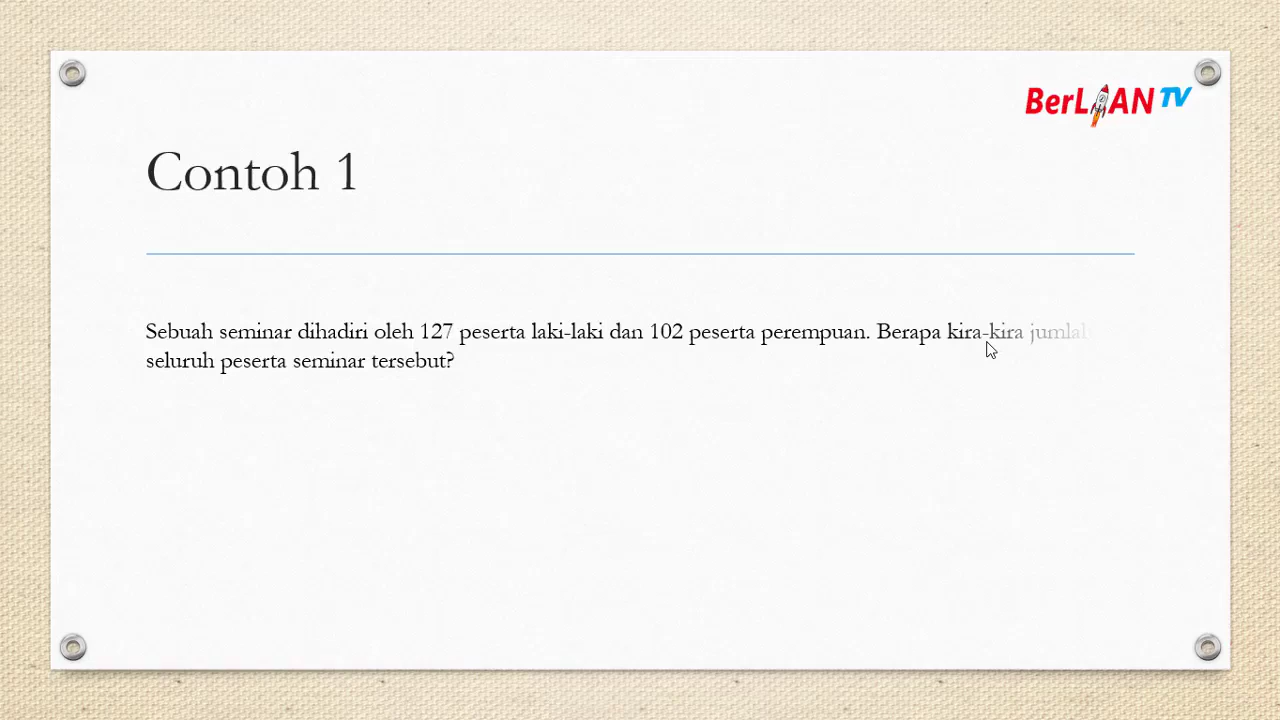 BerLiAN TV
Contoh 1
Sebuah seminar dihadiri oleh 127 peserta laki-laki dan 102 peserta perempuan. Berapa kira-kira jumlah
seluruh peserta seminar tersebut?